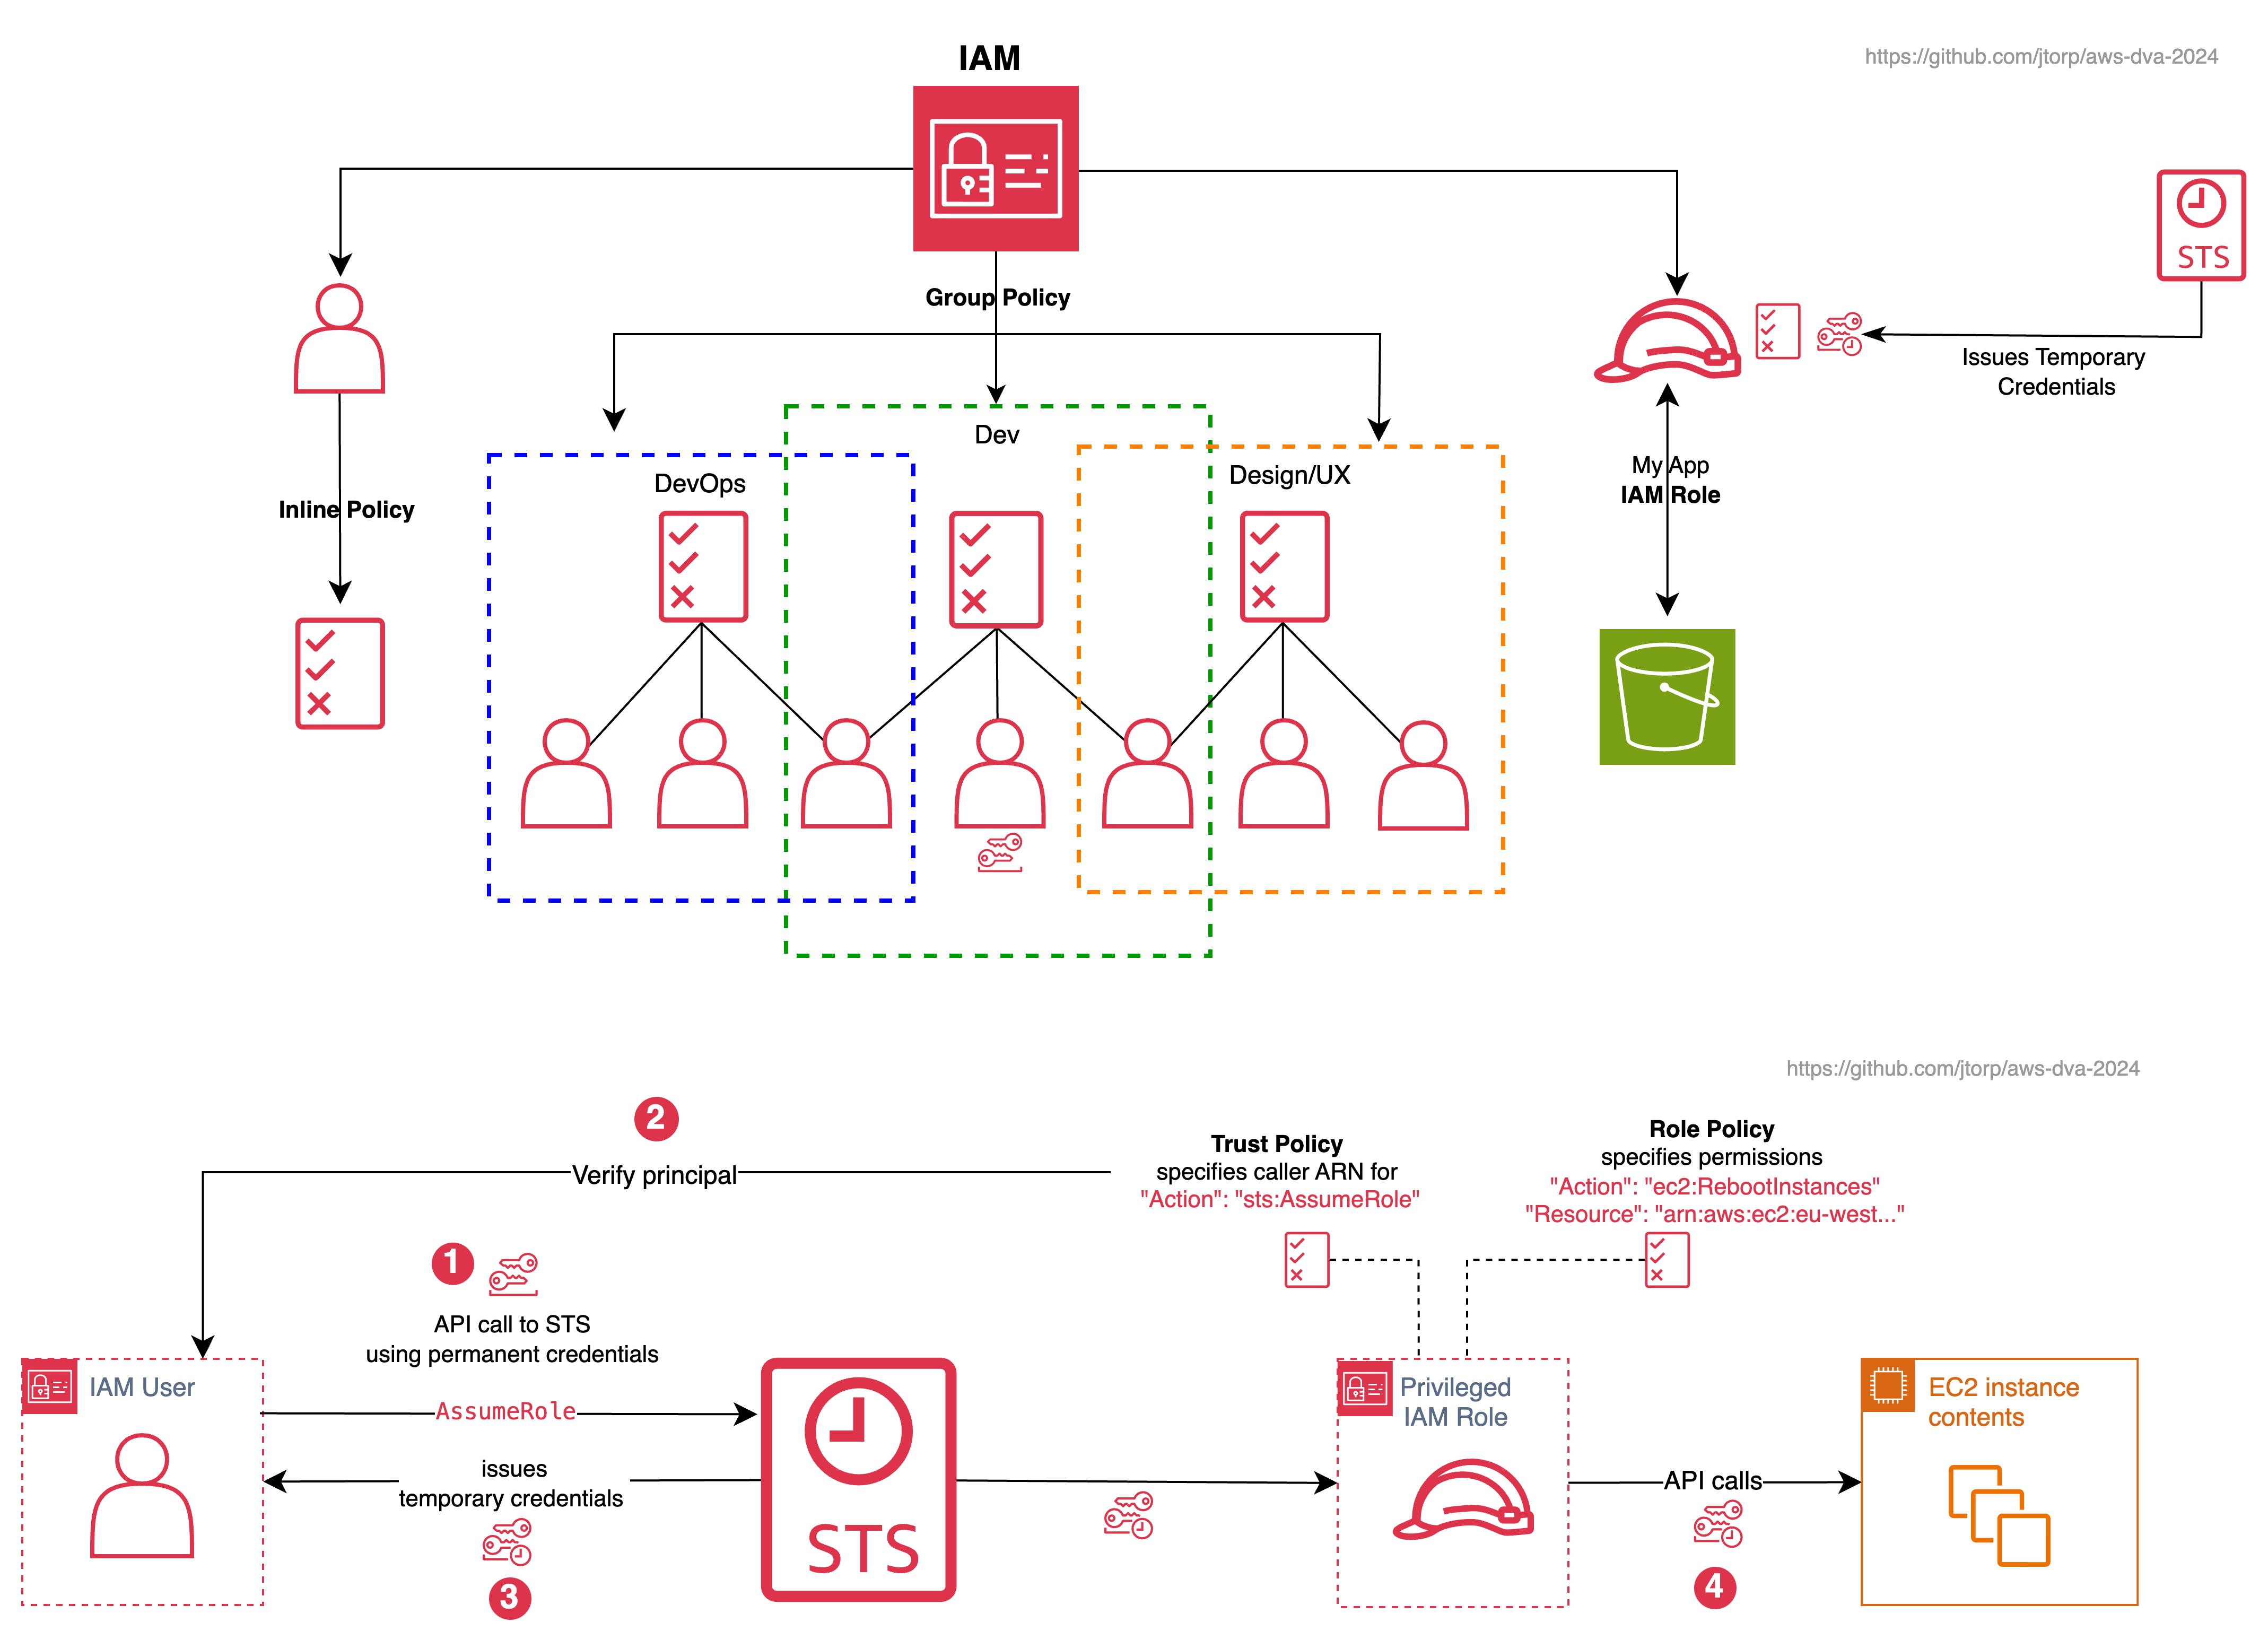 IAM
https://github.com/jtorp/aws-dva-2024
STS
Group Policy
Issues Temporary
Credentials
Dev
My App
IAM Role
DevOps
Design/UX
Inline Policy
https://github.com/jtorp/aws-dva-2024
2
Verify principal
Trust Policy
specifies caller ARN for
"Action": "sts:AssumeRole"
Role Policy
specifies permissions
"Action": "ec2:RebootInstances"
"Resource": "arn:aws:ec2:eu-west..."
1
API call to STS
using permanent credentials
IAM User
AssumeRole
issues
temporary credentials
3
STS
Privileged
IAM Role
API calls
4
EC2 instance
contents